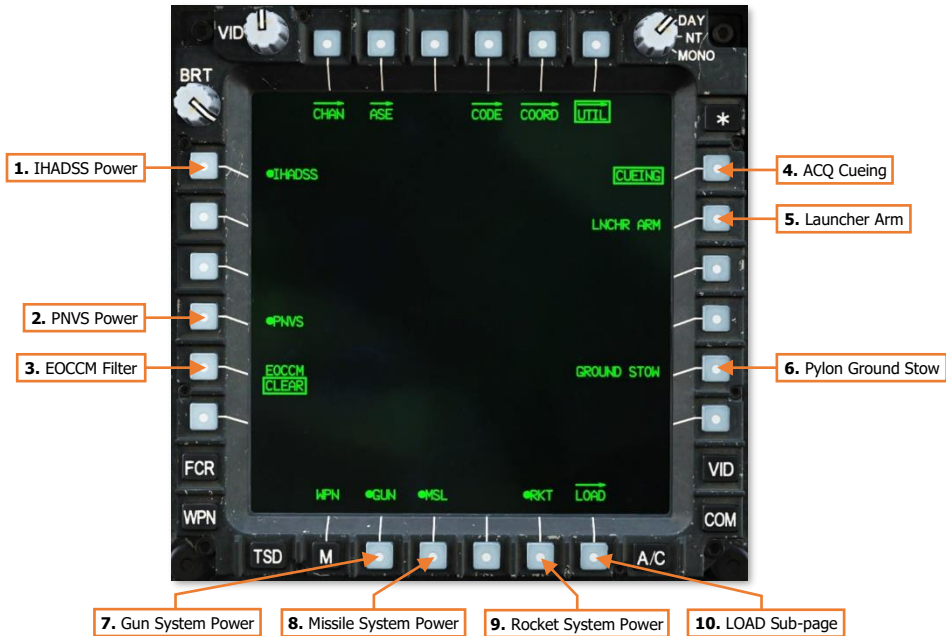 VID
DAY
NT
MONO
BRT
CHAN ASE CODE COORD UTIL
*
1. IHADSS Power
IHADSS
CUEING
4. ACQ Cueing
LNCHR ARM
5. Launcher Arm
2. PNVS Power
PNVS
3. EOCCM Filter
EOCCM
CLEAR
GROUND STOW
6. Pylon Ground Stow
FCR
VID
WPN GUN MSL RKT LOAD
WPN
COM
TSD M A/C
7. Gun System Power
8. Missile System Power
9. Rocket System Power
10. LOAD Sub-page